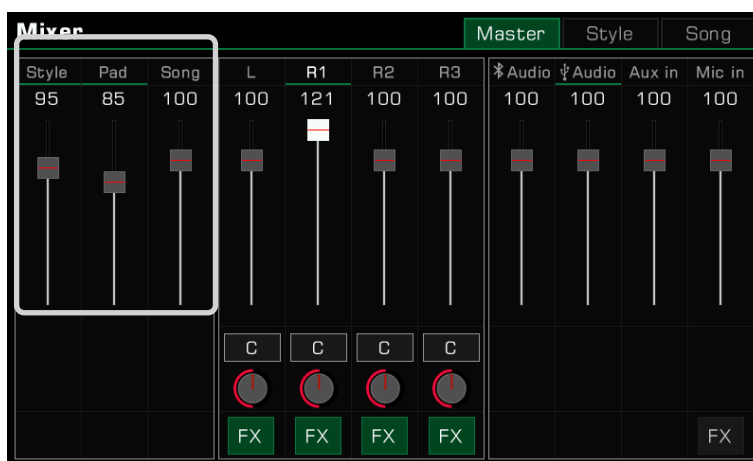 Mixer Master Style Song
Style Pad Song L R1 R2 R3 Audio Audio Aux in Mic in
95 85 100 100 121 100 100 100 100 100 100
C C C C
FX FX FX FX FX